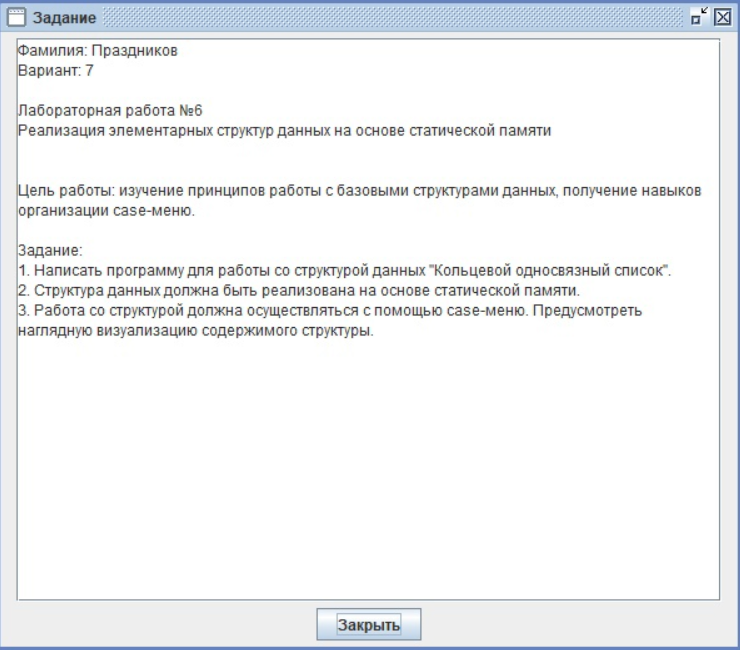 Задание
Фамилия: Праздников
Вариант: 7
Лабораторная работа №6
Реализация элементарных структур данных на основе статической памяти
Цель работы: изучение принципов работы с базовыми структурами данных, получение навыков
организации case-меню.
Задание:
1. Написать программу для работы со структурой данных "Кольцевой односвязный список".
2. Структура данных должна быть реализована на основе статической памяти.
3. Работа со структурой должна осуществляться с помощью case-меню. Предусмотреть
наглядную визуализацию содержимого структуры.
Закрыть